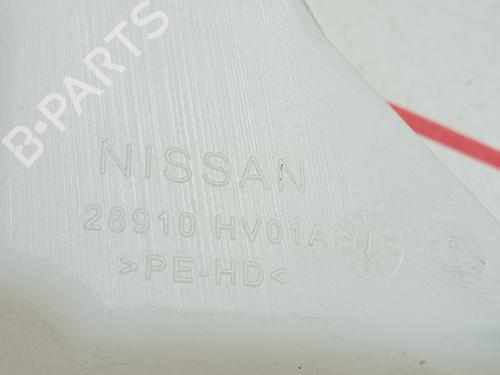 B-PARTS
NISSAN
28910 HV01A
>PE-HD<